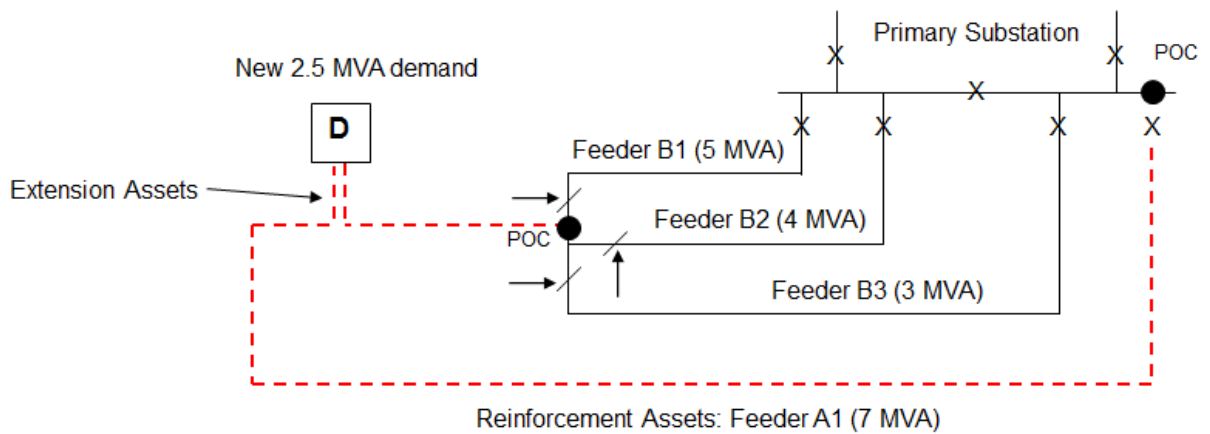 Primary Substation
POC
New 2.5 MVA demand
D
Feeder B1 (5 MVA)
Extension Assets
Feeder B2 (4 MVA)
POC
Feeder B3 (3 MVA)
Reinforcement Assets: Feeder A1 (7 MVA)